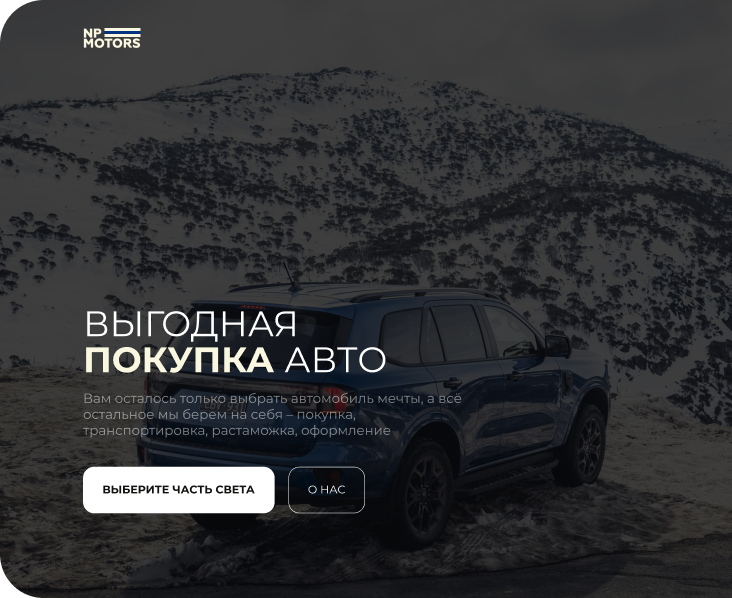 NP
MOTORS
ВЫГОДНАЯ
ПОКУПКА АВТО
Вам осталось только выбрать автомобиль мечты, а всё
остальное мы берем на себя – покупка,
транспортировка, растаможка, оформление
ВЫБЕРИТЕ ЧАСТЬ СВЕТА
О НАС